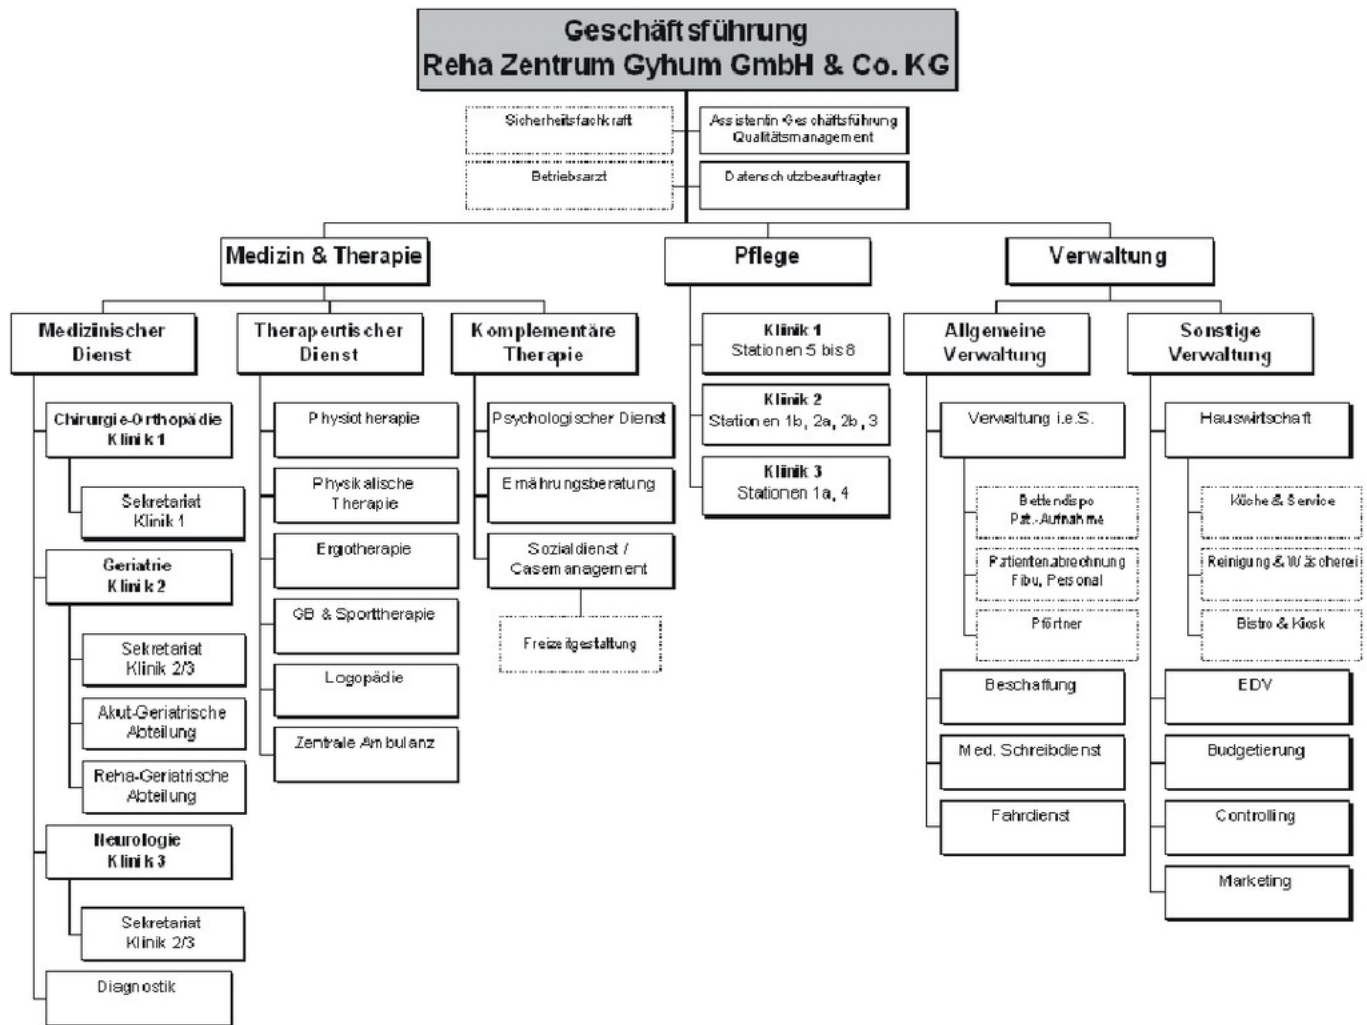 Geschäftsführung
Reha Zentrum Gyhum GmbH & Co. KG
Sicherheitsfachkraft
Assistentin Geschäftsführung
Qualitätsmanagement
Betriebsarzt
Datenschutzbeauftragter
Medizin & Therapie
Pflege
Verwaltung
Medizinischer
Dienst
Therapeutischer
Dienst
Komplementäre
Therapie
Klinik 1
Stationen 5 bis 8
Klinik 2
Stationen 1b, 2a, 2b, 3
Klinik 3
Stationen 1a, 4
Allgemeine
Verwaltung
Sonstige
Verwaltung
Chirurgie-Orthopädie
Klinik 1
Sekretariat
Klinik 1
Geriatrie
Klinik 2
Sekretariat
Klinik 2/3
Akut-Geriatrische
Abteilung
Reha-Geriatrische
Abteilung
Neurologie
Klinik 3
Sekretariat
Klinik 2/3
Diagnostik
Physiotherapie
Physikalische
Therapie
Ergotherapie
GB & Sporttherapie
Logopädie
Zentrale Ambulanz
Psychologischer Dienst
Ernährungsberatung
Sozialdienst /
Casemanagement
Freizeitgestaltung
Verwaltung i.e.S.
Bettendispo
Pat.-Aufnahme
Patientenabrechnung
Fibu, Personal
Pförtner
Beschaffung
Med. Schreibdienst
Fahrdienst
Hauswirtschaft
Küche & Service
Reinigung & Wäscherei
Bistro & Kiosk
EDV
Budgetierung
Controlling
Marketing